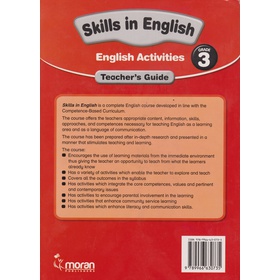 Skills in English
English Activities
GRADE
3
Teacher's Guide
Skills in English is a complete English course developed in line with the
Competence-Based Curriculum.
The course offers the teachers appropriate content, information, skills,
approaches, and competencies necessary for teaching English as a learning
area and as a language of communication.
The course has been prepared after in-depth research and presented in a
manner that stimulates teaching and learning.
The course:
Encourages the use of learning materials from the immediate environment
thus giving the teacher an opportunity to teach from what the learners
already know
Has a variety of activities which enable the teacher to explore and teach
Covers all the outcomes in the syllabus
Has activities which integrate the core competences, values and pertinent
and contemporary issues
Has activities to encourage parental involvement in the learning
Has activities that enhance community service learning
Has activities which enhance literacy and communication skills.
moran
PUBLISHERS
9789966630735